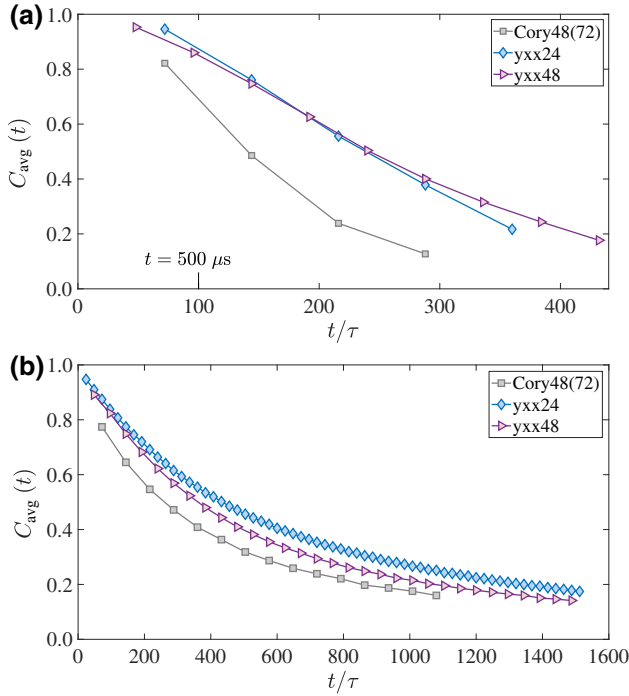 (a)
1.0
0.8
0.6
0.4
0.2
0.0
C_avg (t)
Cory48(72)
yxx24
yxx48
t = 500 μs
0 100 200 300 400
t/τ
(b)
1.0
0.8
0.6
0.4
0.2
0.0
C_avg (t)
Cory48(72)
yxx24
yxx48
0 200 400 600 800 1000 1200 1400 1600
t/τ